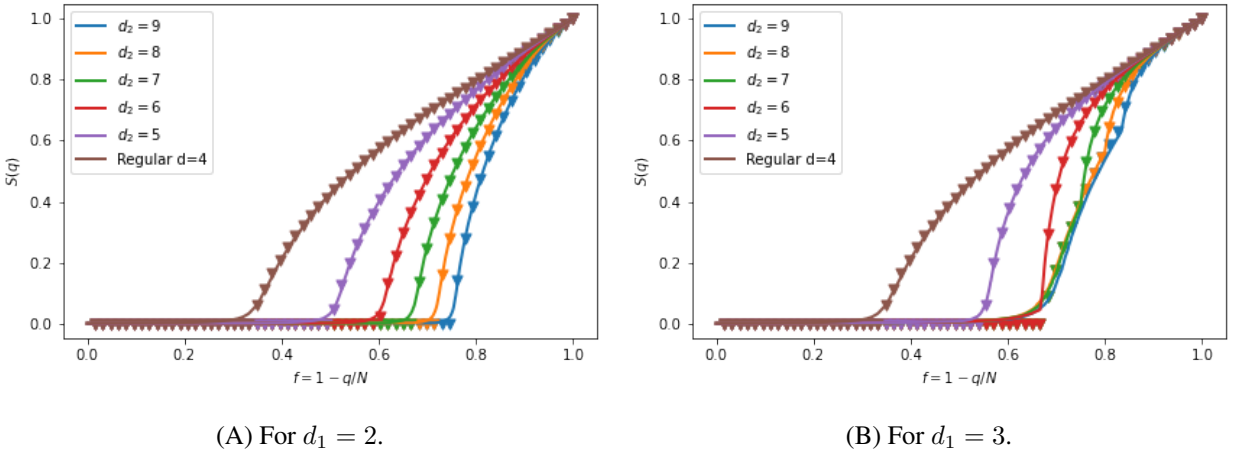 d₂ = 9
d₂ = 8
d₂ = 7
d₂ = 6
d₂ = 5
Regular d=4
1.0
0.8
0.6
0.4
0.2
0.0
S(q)
0.0 0.2 0.4 0.6 0.8 1.0
f = 1 − q/N
(A) For d₁ = 2.
d₂ = 9
d₂ = 8
d₂ = 7
d₂ = 6
d₂ = 5
Regular d=4
1.0
0.8
0.6
0.4
0.2
0.0
S(q)
0.0 0.2 0.4 0.6 0.8 1.0
f = 1 − q/N
(B) For d₁ = 3.